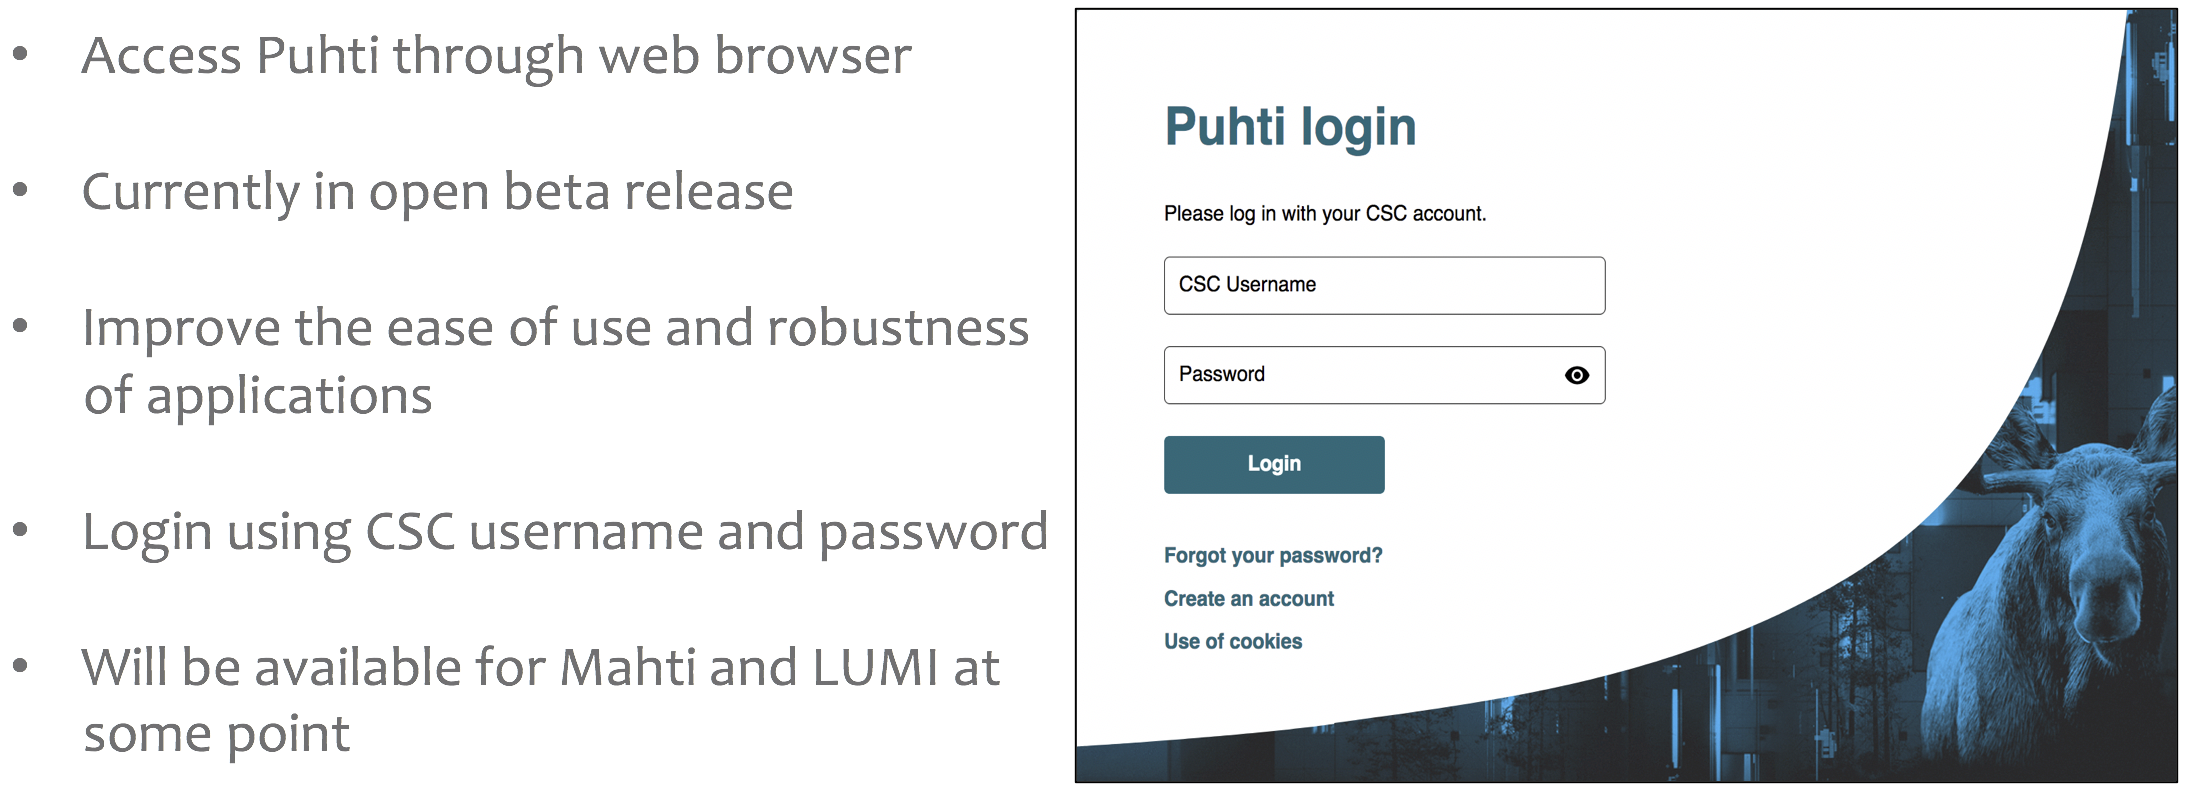 • Access Puhti through web browser
• Currently in open beta release
• Improve the ease of use and robustness
of applications
• Login using CSC username and password
• Will be available for Mahti and LUMI at
some point
Puhti login
Please log in with your CSC account.
CSC Username
Password
Login
Forgot your password?
Create an account
Use of cookies